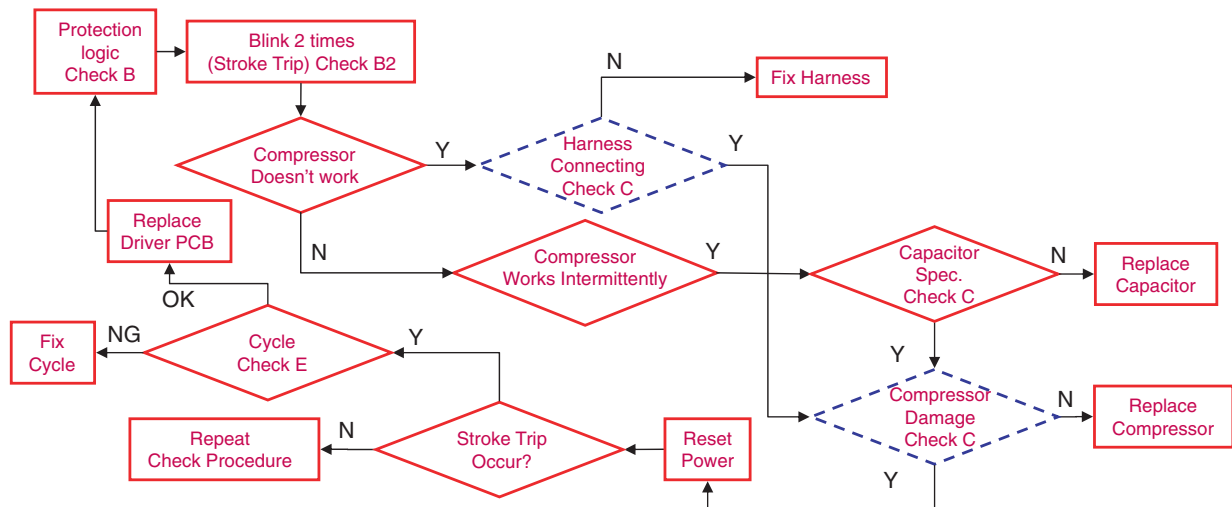 Protection
logic
Check B
Blink 2 times
(Stroke Trip) Check B2
N
Fix Harness
Compressor
Doesn't work
Y
Harness
Connecting
Check C
Y
Replace
Driver PCB
N
Compressor
Works Intermittently
Y
Capacitor
Spec.
Check C
N
Replace
Capacitor
OK
Fix
Cycle
NG
Cycle
Check E
Y
Y
Compressor
Damage
Check C
N
Replace
Compressor
Repeat
Check Procedure
N
Stroke Trip
Occur?
Reset
Power
Y